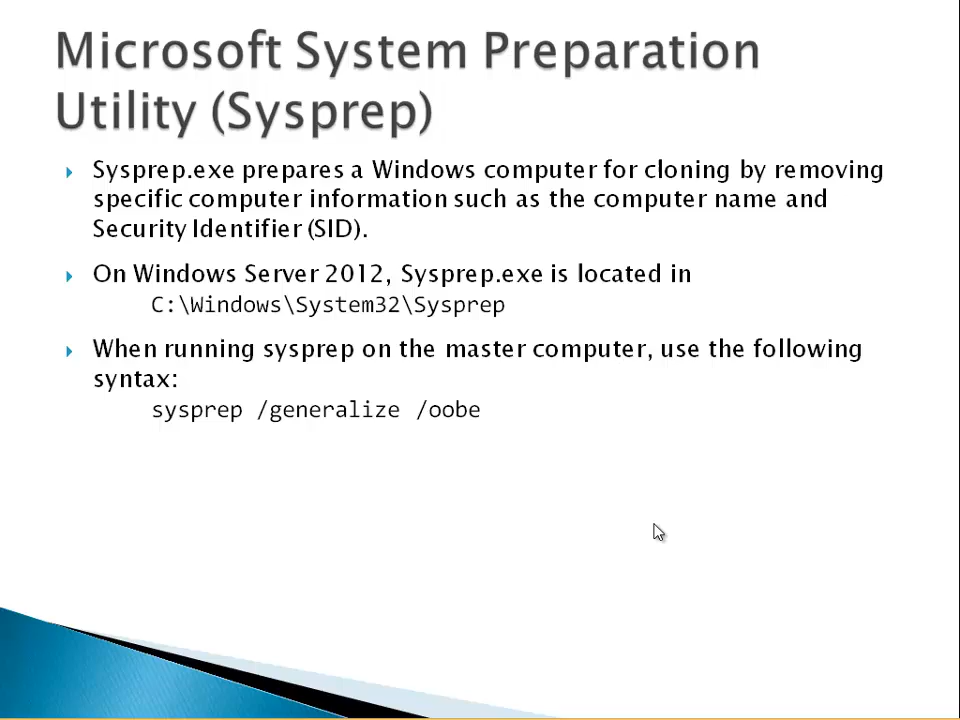 Microsoft System Preparation
Utility (Sysprep)
Sysprep.exe prepares a Windows computer for cloning by removing
specific computer information such as the computer name and
Security Identifier (SID).
On Windows Server 2012, Sysprep.exe is located in
C:\Windows\System32\Sysprep
When running sysprep on the master computer, use the following
syntax:
sysprep /generalize /oobe